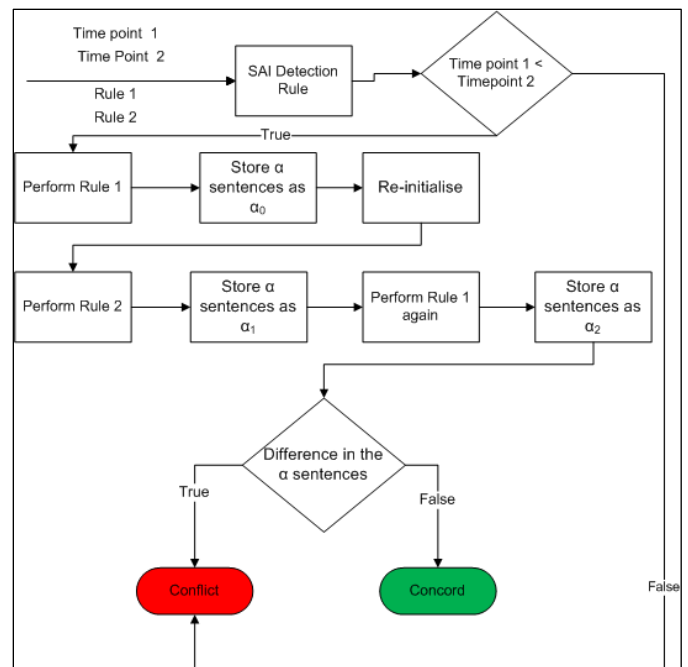 Time point 1
Time Point 2
Rule 1
Rule 2
SAI Detection
Rule
Time point 1 <
Timepoint 2
True
Perform Rule 1
Store α
sentences as
α₀
Re-initialise
Perform Rule 2
Store α
sentences as
α₁
Perform Rule 1
again
Store α
sentences as
α₂
Difference in the
α sentences
True
False
Conflict
Concord
False